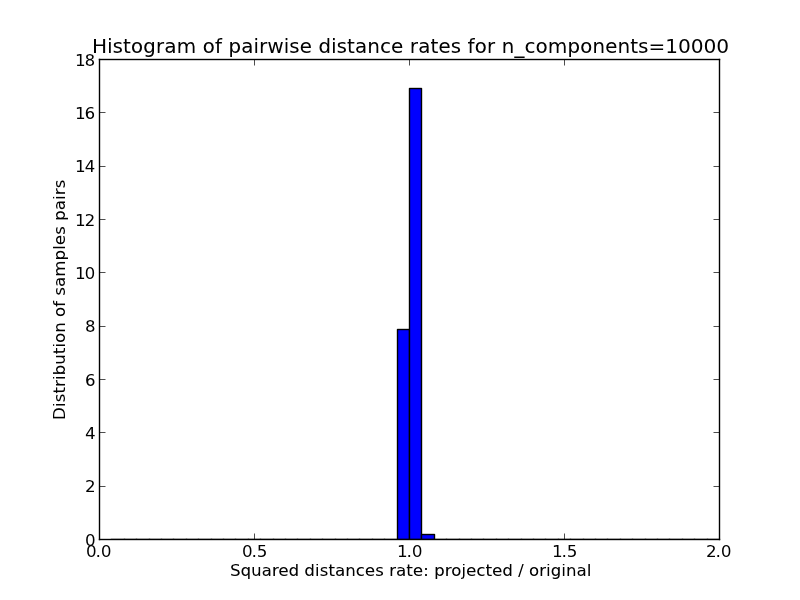 Histogram of pairwise distance rates for n_components=10000
18
16
14
12
10
8
6
4
2
0
Distribution of samples pairs
0.0 0.5 1.0 1.5 2.0
Squared distances rate: projected / original